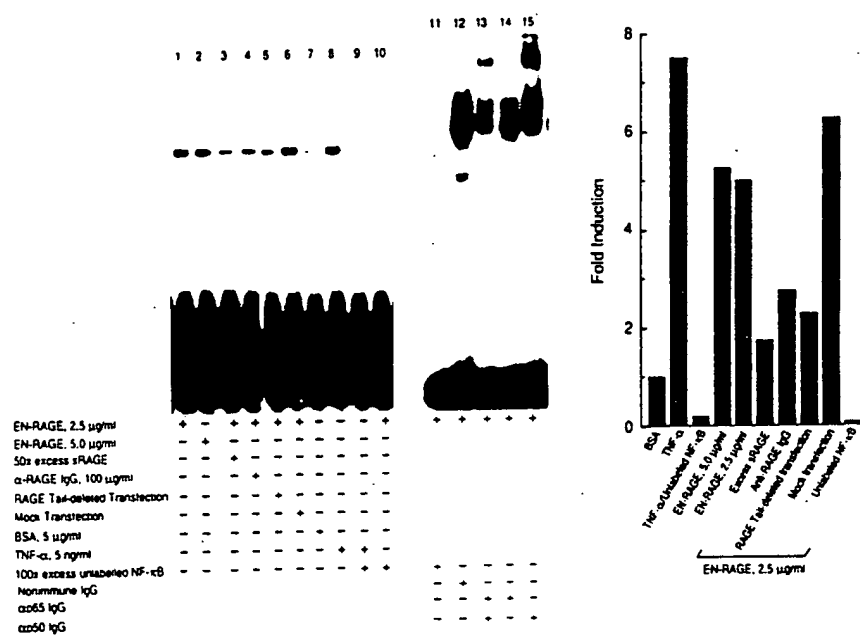 1 2 3 4 5 6 7 8 9 10
11 12 13 14 15
EN-RAGE, 2.5 µg/ml + - + + + + - - - +
EN-RAGE, 5.0 µg/ml - + - - - - - - - -
50x excess sRAGE - - + - - - - - - -
α-RAGE IgG, 100 µg/ml - - - + - - - - - -
RAGE Tail-deleted Transfection - - - - + - - - - -
Mock Transfection - - - - - + - - - -
BSA, 5 µg/ml - - - - - - + - - -
TNF-α, 5 ng/ml - - - - - - - + + -
100x excess unlabeled NF-κB - - - - - - - - + +
Nonimmune IgG
αp65 IgG
αp50 IgG
+ + + + +
+ - - - -
- + - - -
- - + + -
- - + - +
Fold Induction
8
6
4
2
0
BSA
TNF-α
TNF-α/Unlabeled NF-κB
EN-RAGE, 5.0 µg/ml
EN-RAGE, 2.5 µg/ml
Excess sRAGE
Anti-RAGE IgG
RAGE Tail-deleted transfection
Mock transfection
Unlabeled NF-κB
EN-RAGE, 2.5 µg/ml